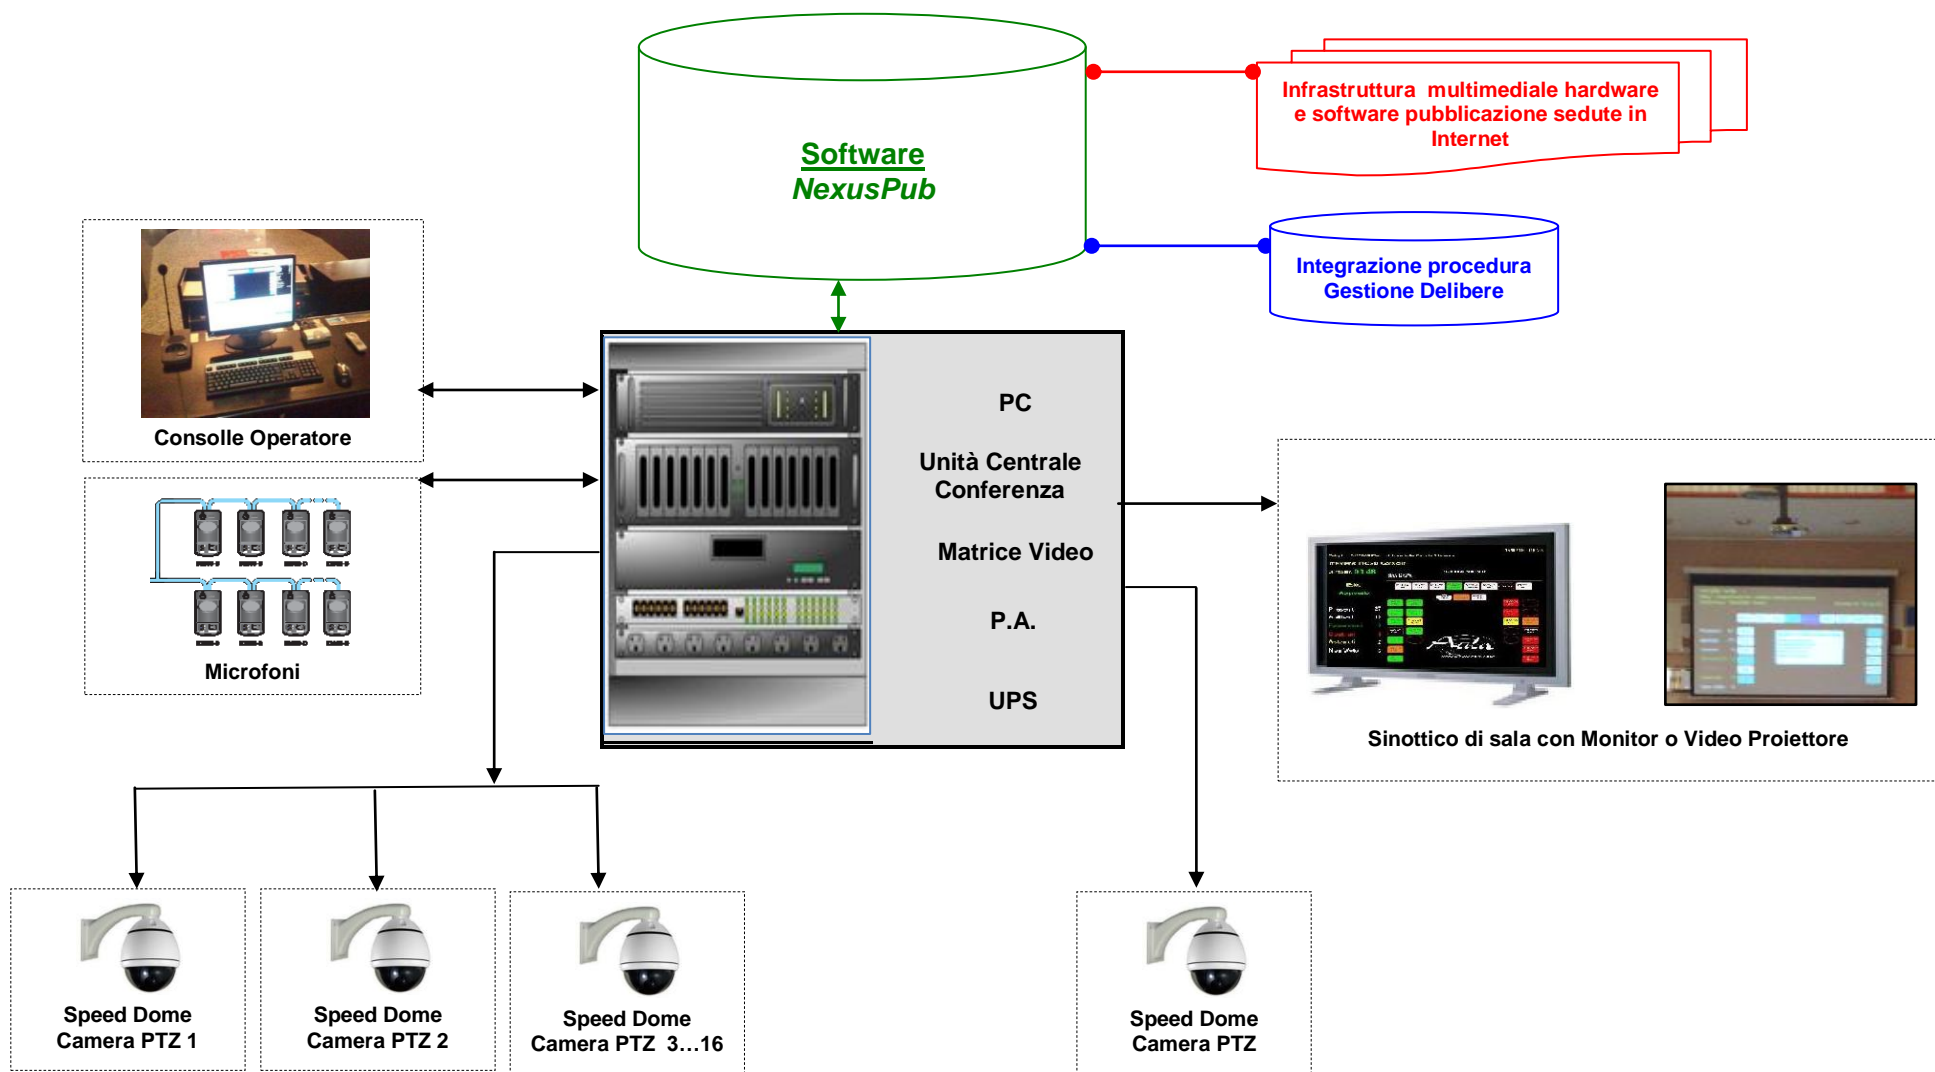 Software
NexusPub
Infrastruttura multimediale hardware
e software pubblicazione sedute in
Internet
Integrazione procedura
Gestione Delibere
Consolle Operatore
Microfoni
PC
Unità Centrale
Conferenza
Matrice Video
P.A.
UPS
Sinottico di sala con Monitor o Video Proiettore
Speed Dome
Camera PTZ 1
Speed Dome
Camera PTZ 2
Speed Dome
Camera PTZ 3...16
Speed Dome
Camera PTZ